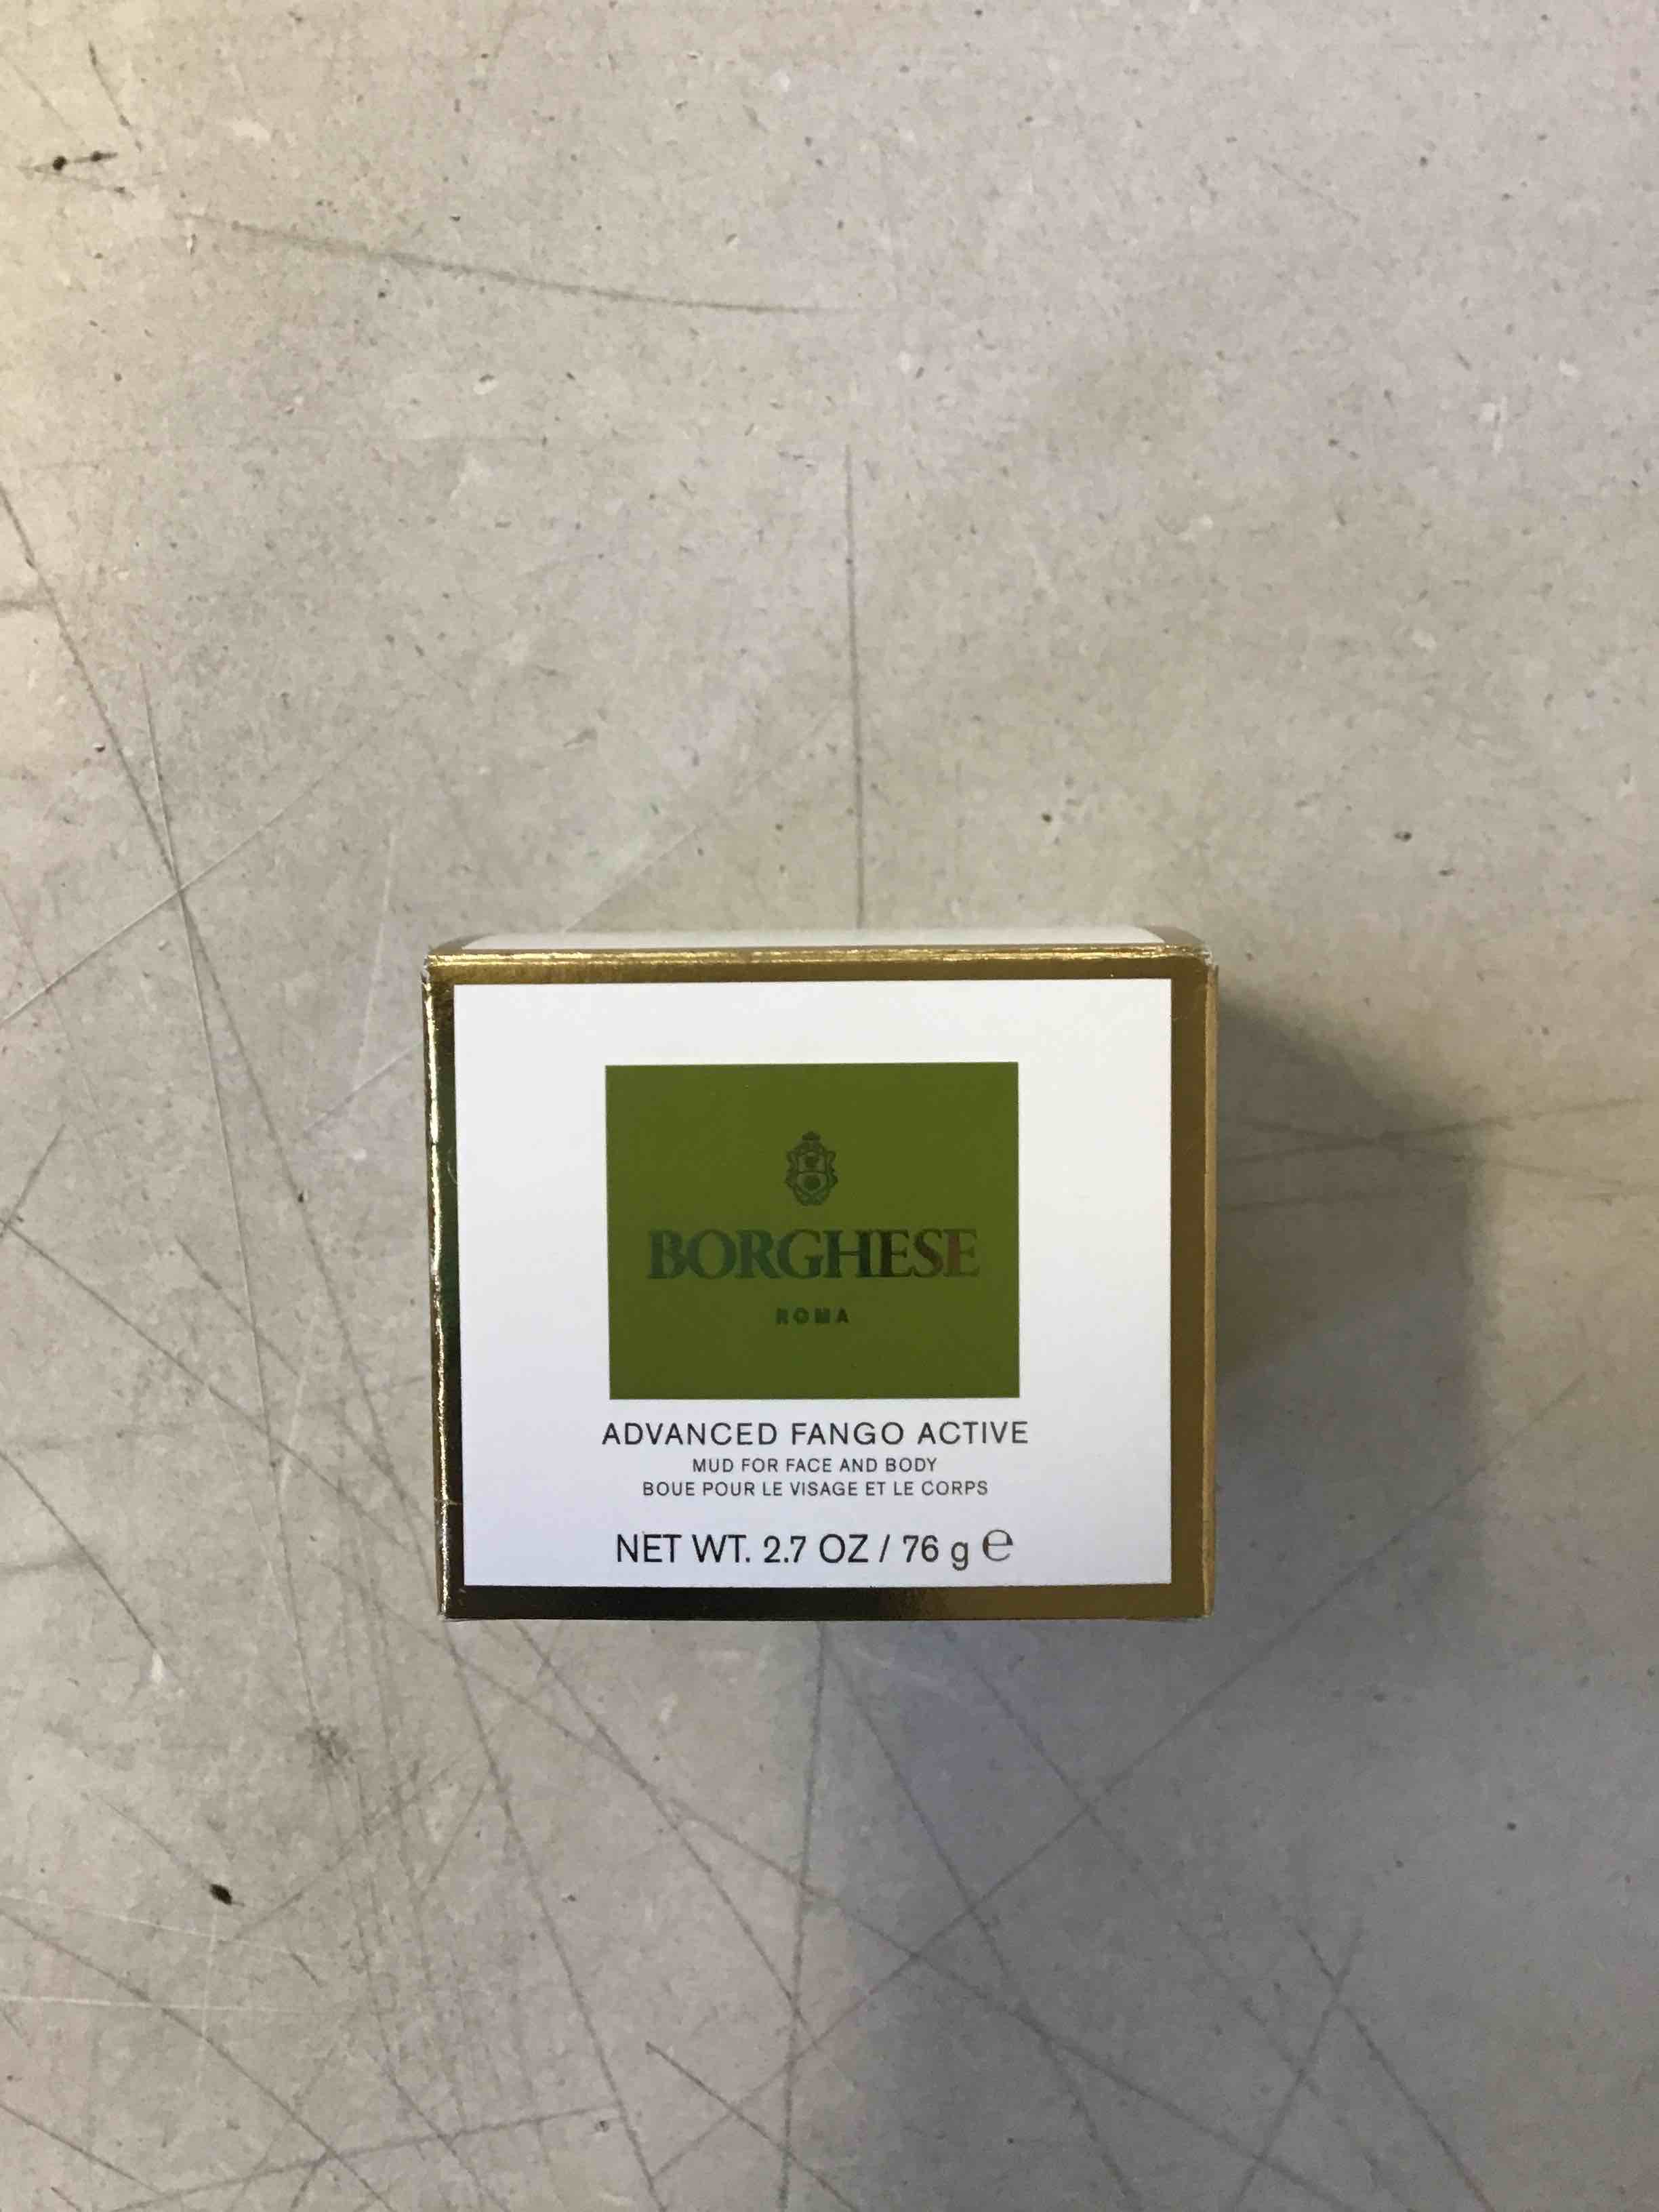 BORGHESE
ROMA
ADVANCED FANGO ACTIVE
MUD FOR FACE AND BODY
BOUE POUR LE VISAGE ET LE CORPS
NET WT. 2.7 OZ / 76 g ℮